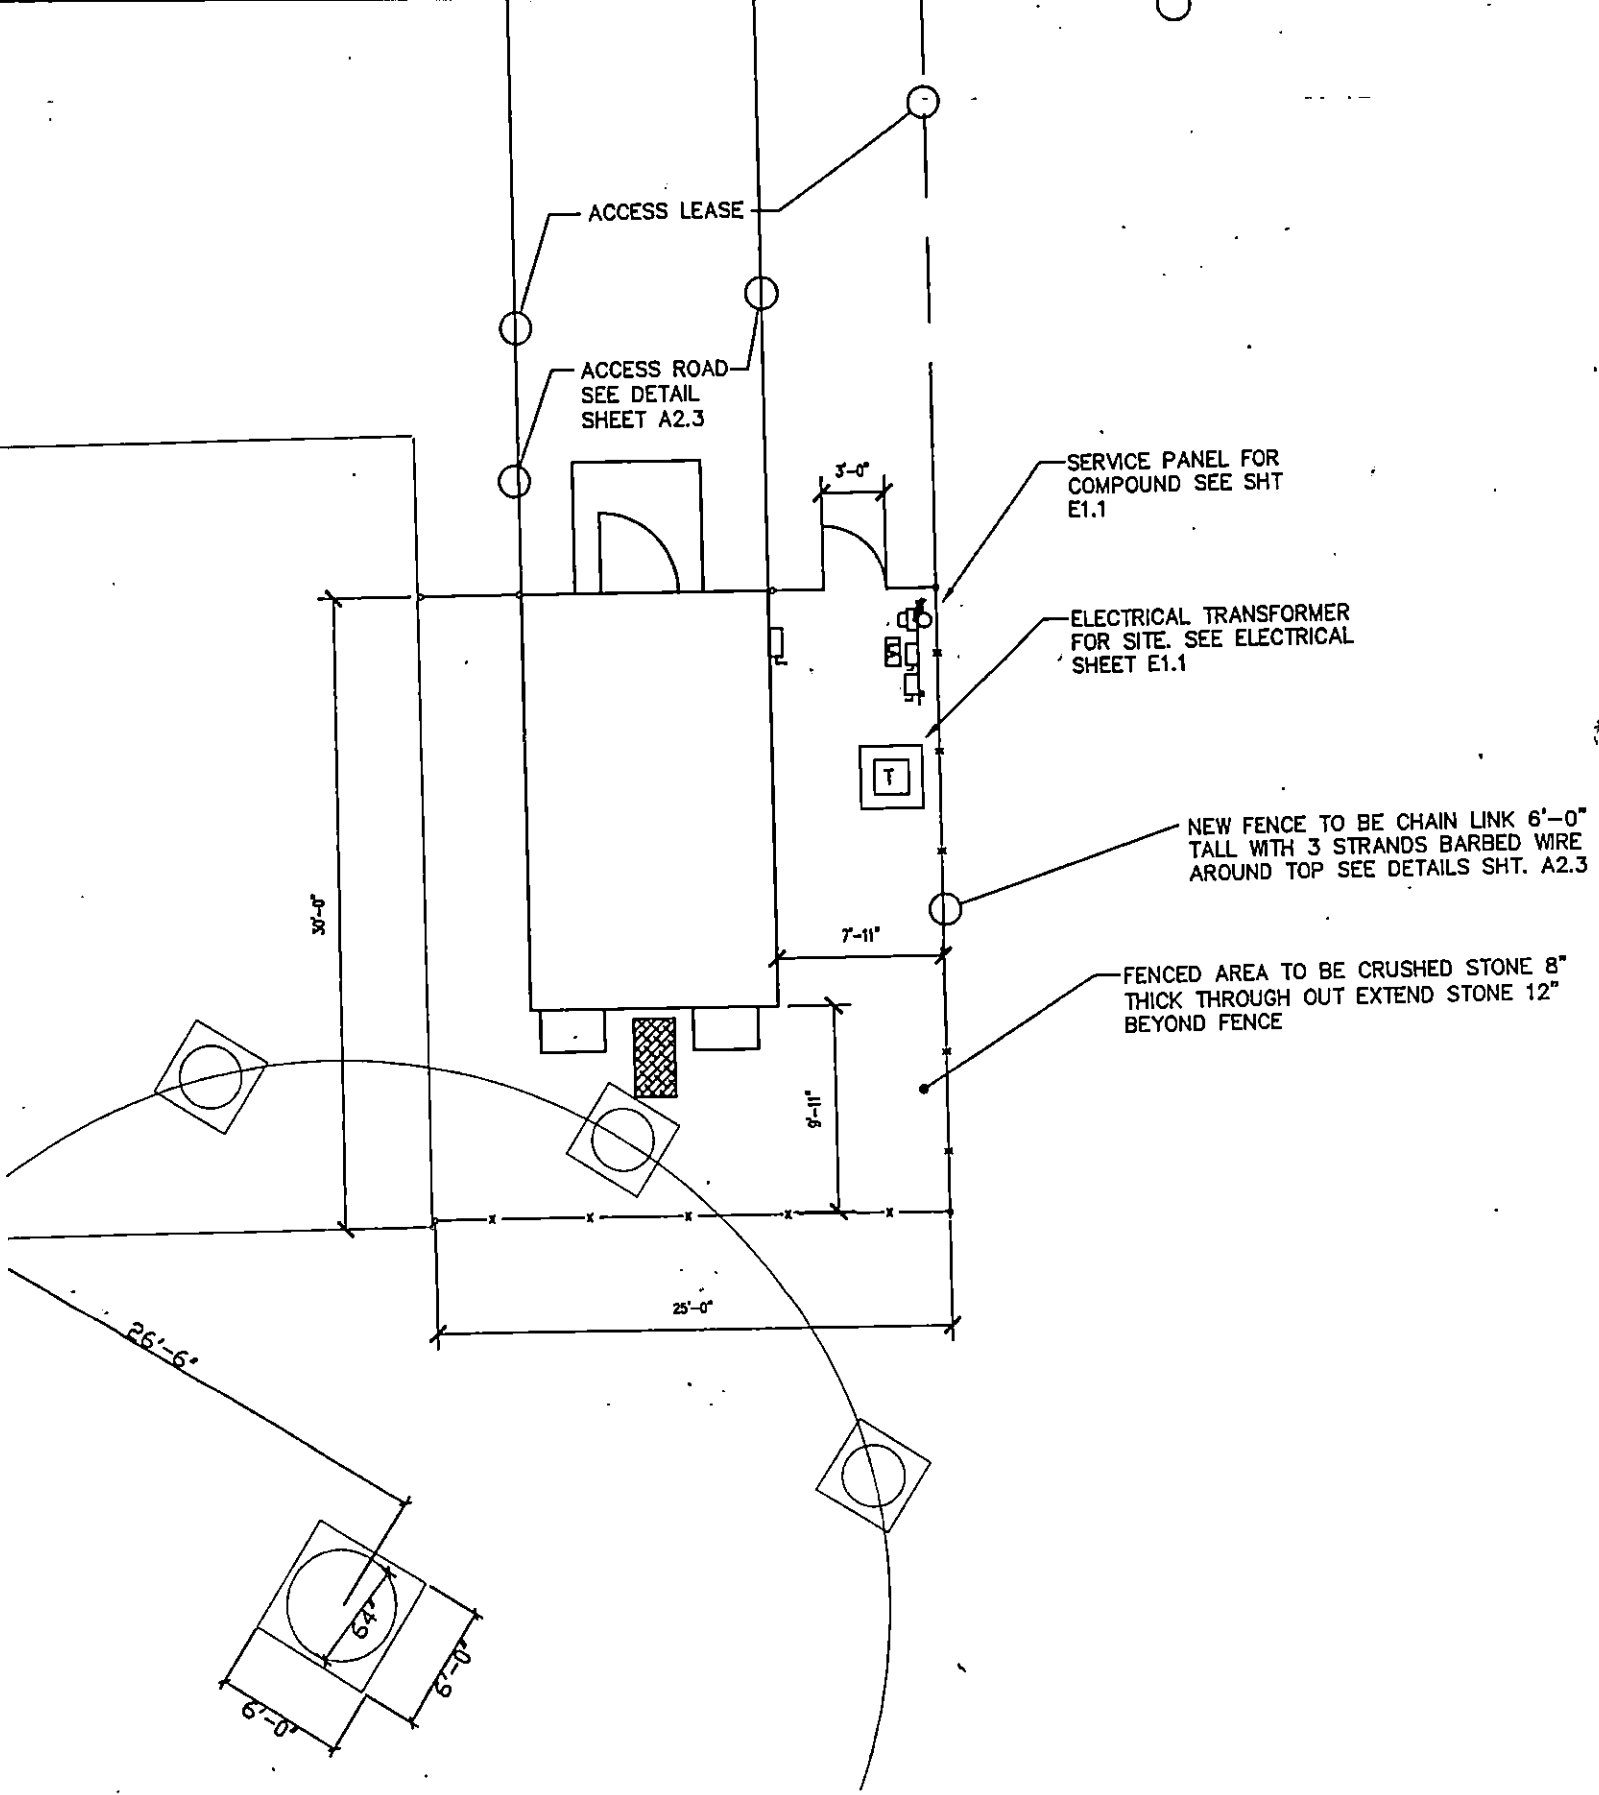 ACCESS LEASE
ACCESS ROAD
SEE DETAIL
SHEET A2.3
3'-0"
SERVICE PANEL FOR
COMPOUND SEE SHT
E1.1
ELECTRICAL TRANSFORMER
FOR SITE. SEE ELECTRICAL
SHEET E1.1
T
NEW FENCE TO BE CHAIN LINK 6'-0"
TALL WITH 3 STRANDS BARBED WIRE
AROUND TOP SEE DETAILS SHT. A2.3
30'-0"
7'-11"
FENCED AREA TO BE CRUSHED STONE 8"
THICK THROUGH OUT EXTEND STONE 12"
BEYOND FENCE
9'-11"
25'-0"
26'-6"
64"
6'-0"
6'-0"